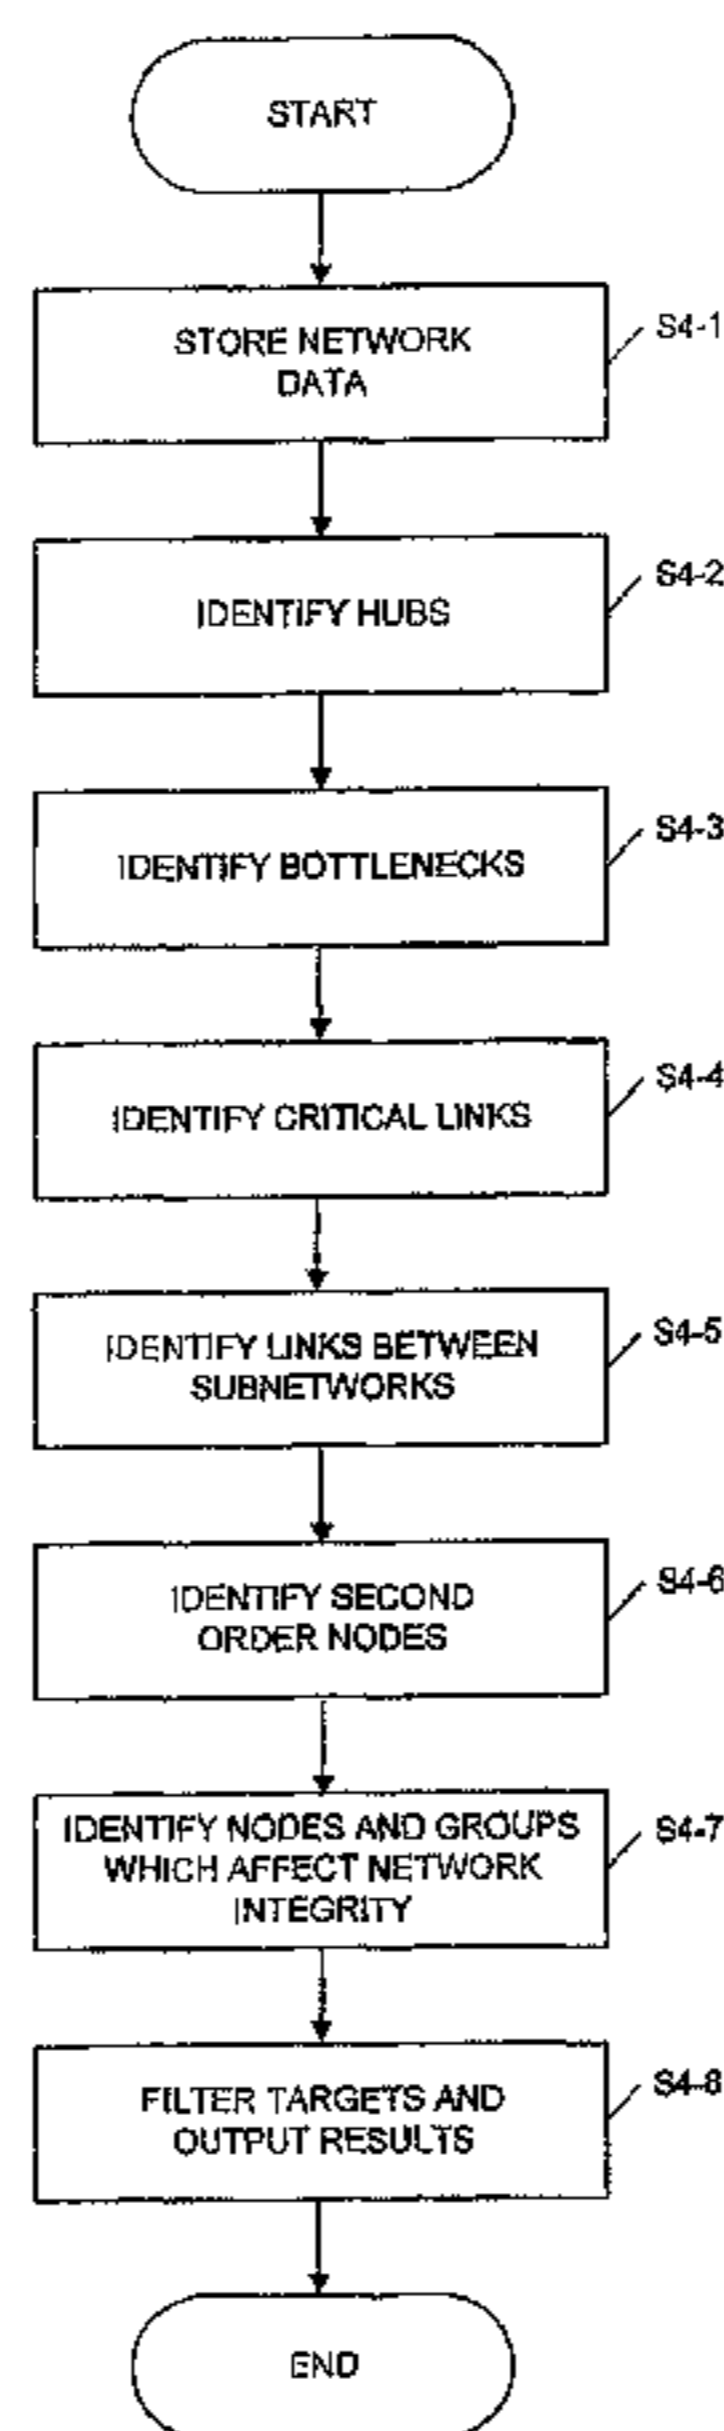 START
STORE NETWORK
DATA
S4-1
IDENTIFY HUBS
S4-2
IDENTIFY BOTTLENECKS
S4-3
IDENTIFY CRITICAL LINKS
S4-4
IDENTIFY LINKS BETWEEN
SUBNETWORKS
S4-5
IDENTIFY SECOND
ORDER NODES
S4-6
IDENTIFY NODES AND GROUPS
WHICH AFFECT NETWORK
INTEGRITY
S4-7
FILTER TARGETS AND
OUTPUT RESULTS
S4-8
END